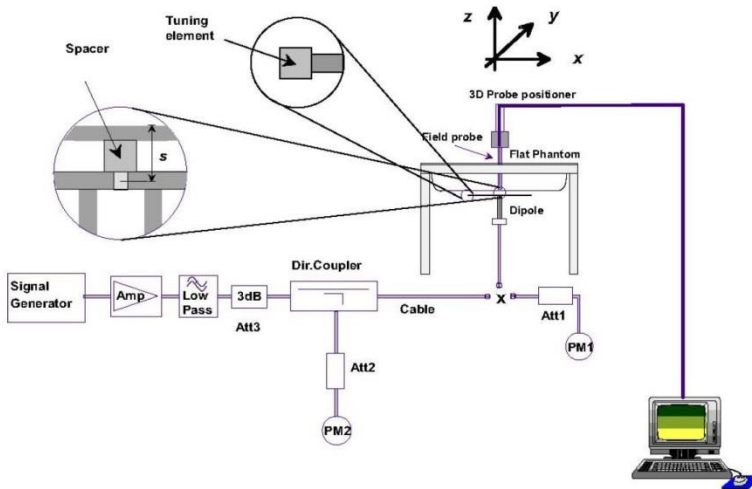 z
y
x
Tuning
element
Spacer
s
3D Probe positioner
Field probe
Flat Phantom
Dipole
Signal
Generator
Amp
Low
Pass
3dB
Att3
Dir.Coupler
Cable
x
Att1
PM1
Att2
PM2